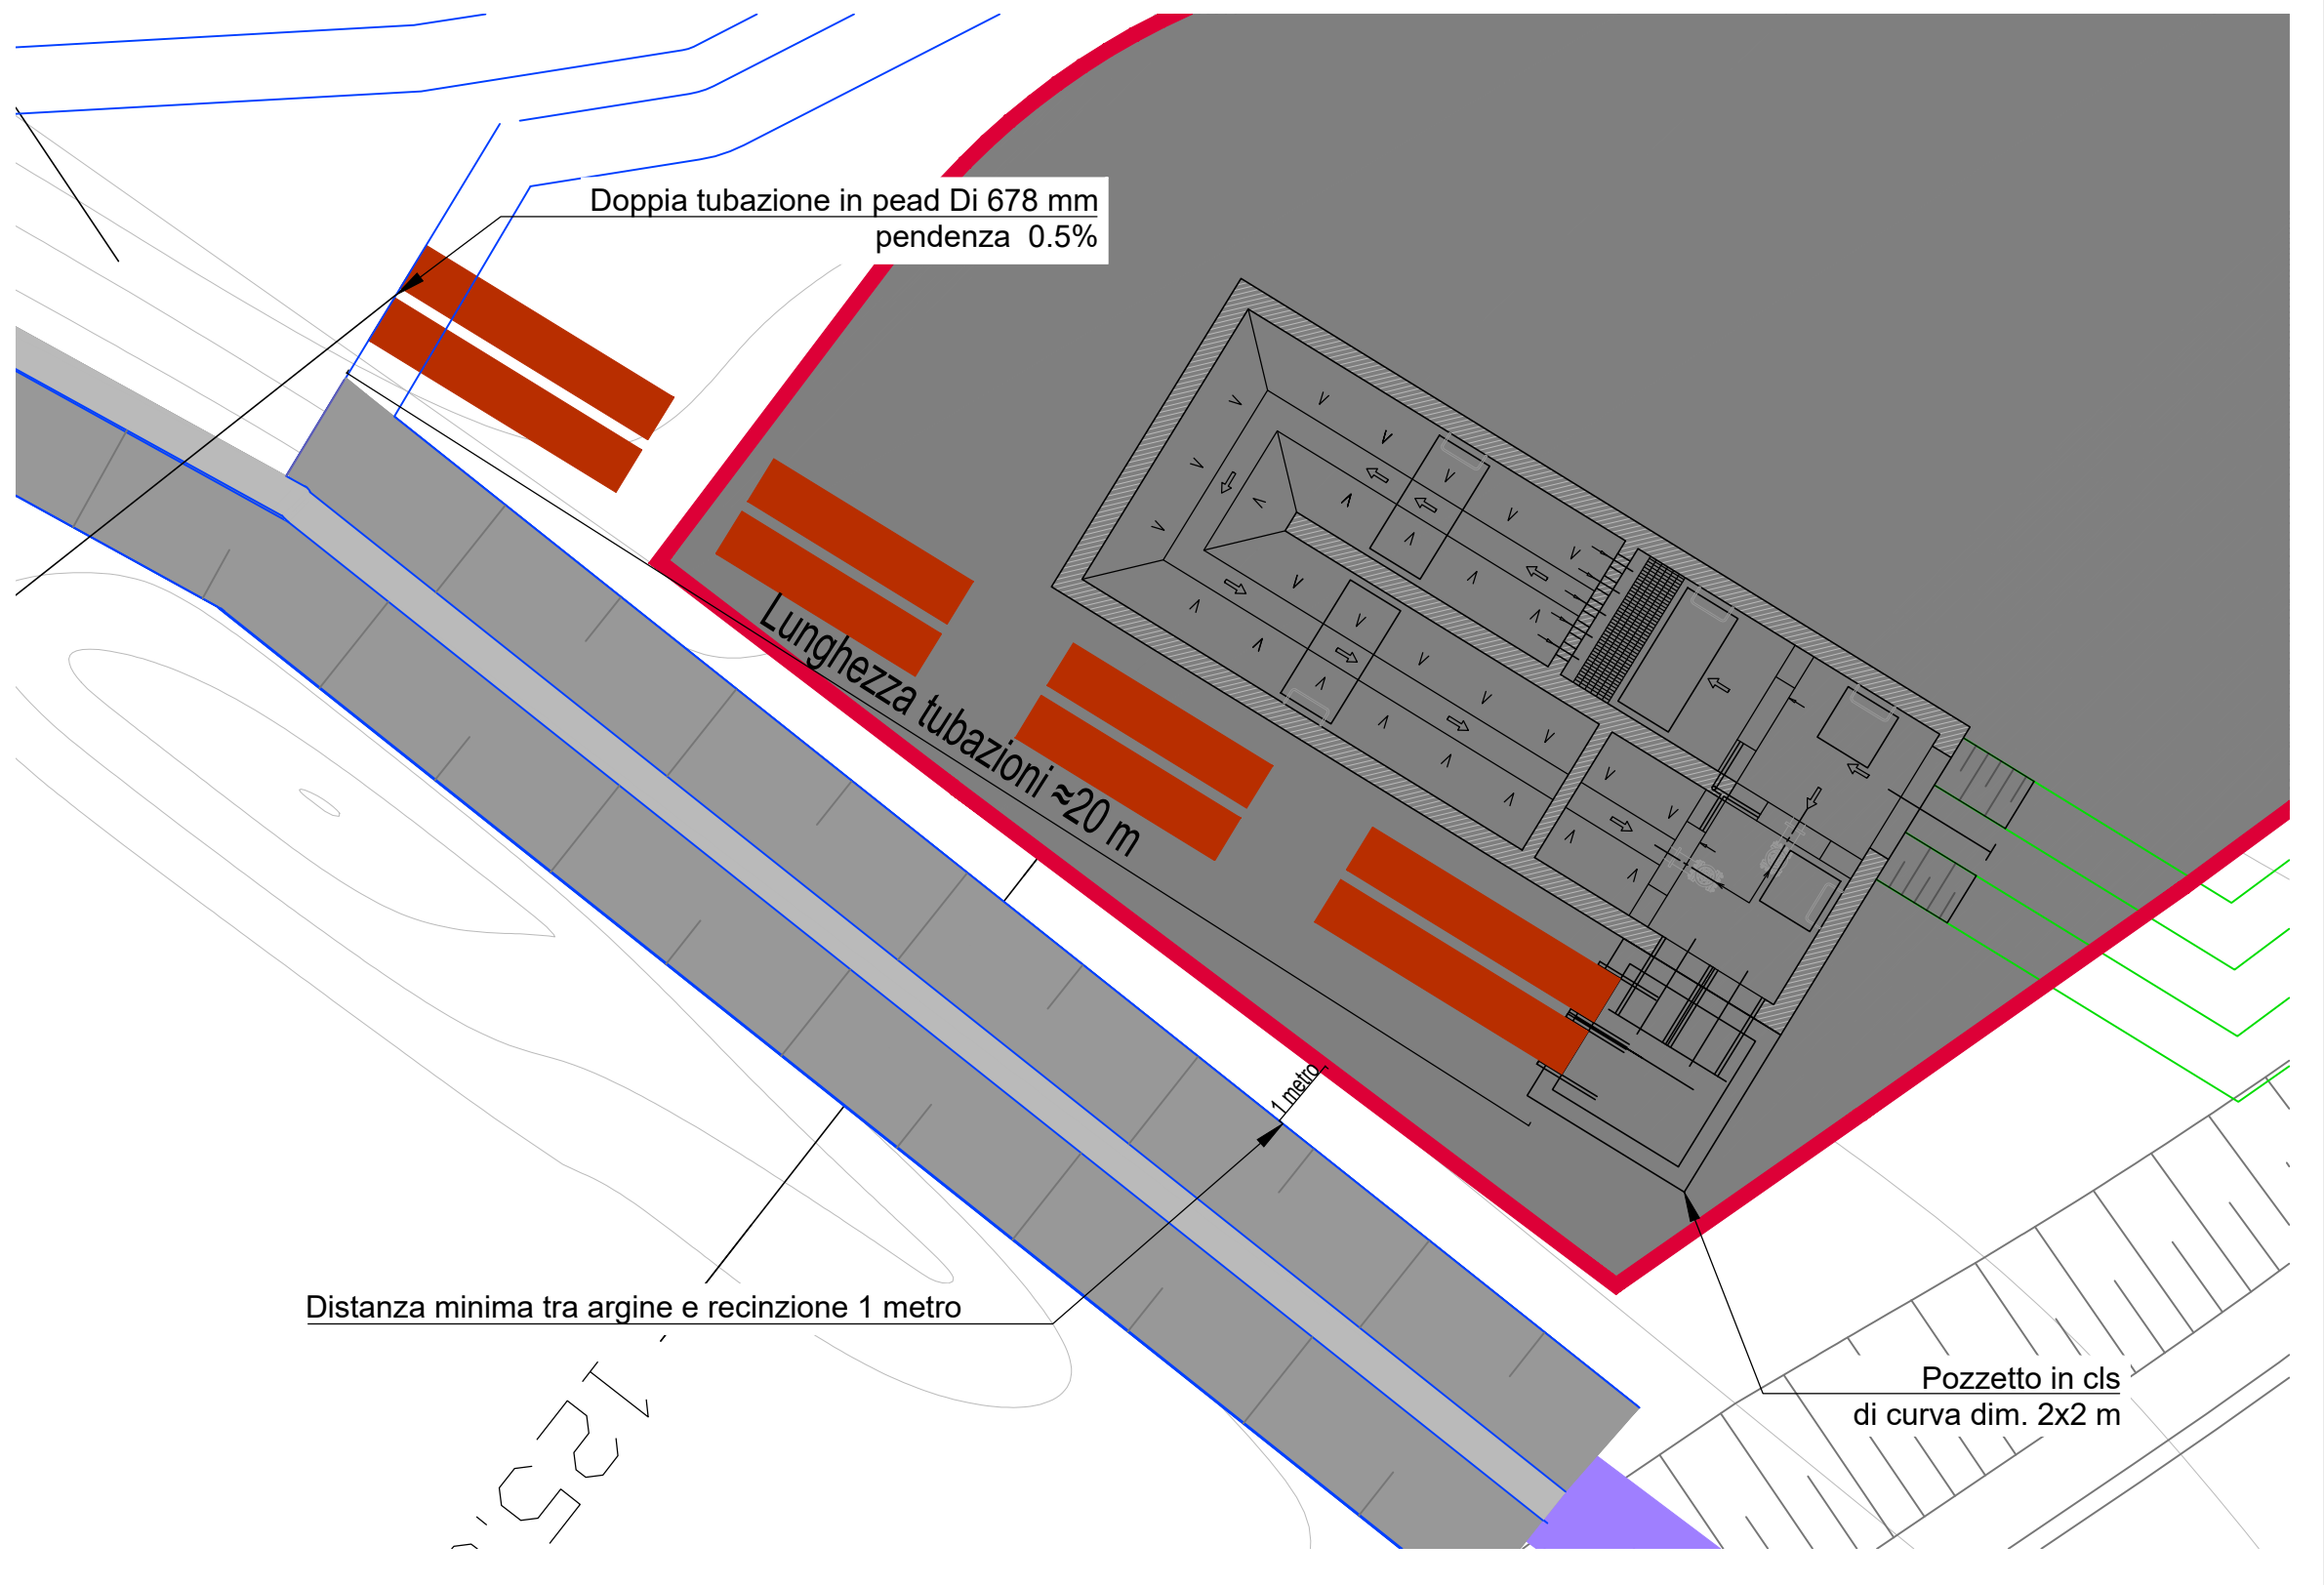 Doppia tubazione in pead Di 678 mm
pendenza 0.5%
Lunghezza tubazioni ≈20 m
1 metro
Distanza minima tra argine e recinzione 1 metro
Pozzetto in cls
di curva dim. 2x2 m